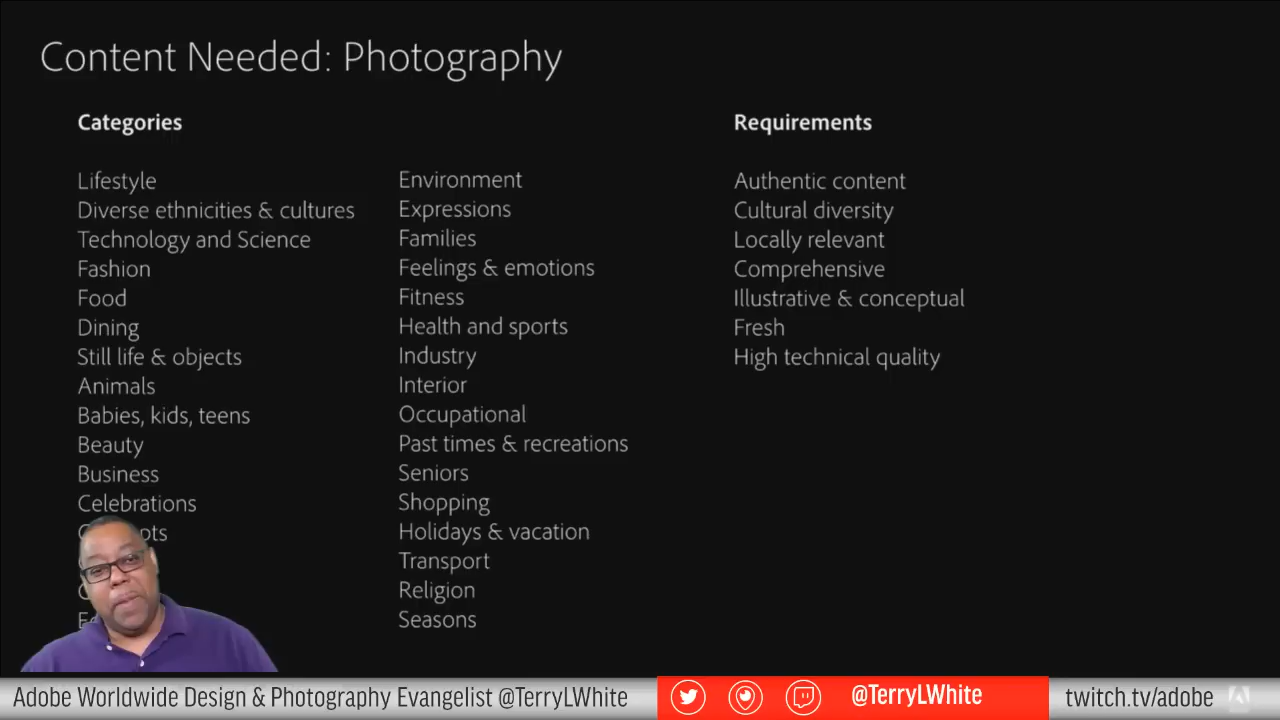 Content Needed: Photography
Categories
Lifestyle
Diverse ethnicities & cultures
Technology and Science
Fashion
Food
Dining
Still life & objects
Animals
Babies, kids, teens
Beauty
Business
Celebrations
Environment
Expressions
Families
Feelings & emotions
Fitness
Health and sports
Industry
Interior
Occupational
Past times & recreations
Seniors
Shopping
Holidays & vacation
Transport
Religion
Seasons
Requirements
Authentic content
Cultural diversity
Locally relevant
Comprehensive
Illustrative & conceptual
Fresh
High technical quality
Adobe Worldwide Design & Photography Evangelist @TerryLWhite
@TerryLWhite
twitch.tv/adobe